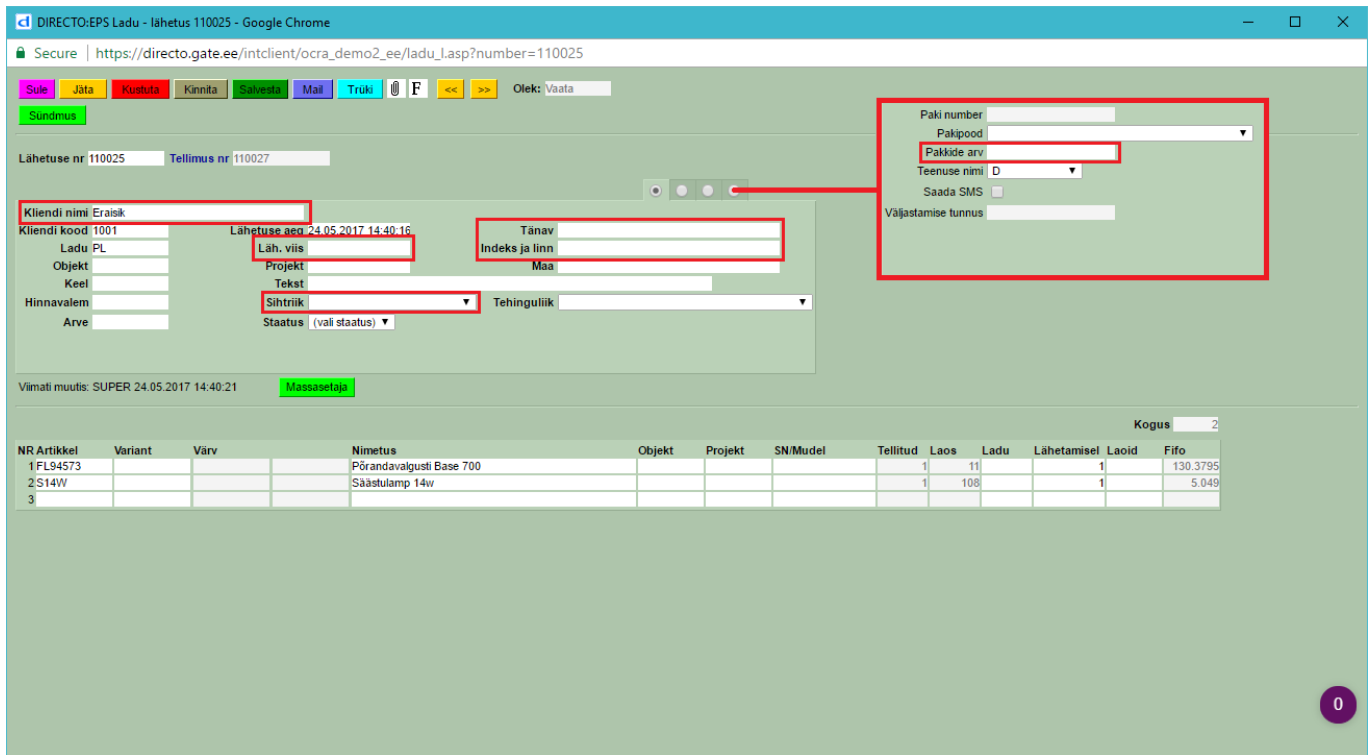 DIRECTO:EPS Ladu - lähetus 110025 - Google Chrome
Secure | https://directo.gate.ee/intclient/ocra_demo2_ee/ladu_l.asp?number=110025
Sule Jäta Kustuta Kinnita Salvesta Mail Trüki F << >> Olek: Vaata
Sündmus
Paki number
Pakipood
Pakkide arv
Teenuse nimi D
Saada SMS
Väljastamise tunnus
Lähetuse nr 110025 Tellimus nr 110027
Kliendi nimi Eraisik
Kliendi kood 1001 Lähetuse aeg 24.05.2017 14:40:16 Tänav
Ladu PL Läh. viis Indeks ja linn
Objekt Projekt Maa
Keel Tekst
Hinnavalem Sihtriik Tehinguliik
Arve Staatus (vali staatus)
Viimati muutis: SUPER 24.05.2017 14:40:21 Massasetaja
Kogus 2
NR Artikkel Variant Värv Nimetus Objekt Projekt SN/Mudel Tellitud Laos Ladu Lähetamisel Laoid Fifo
1 FL94573 Põrandavalgusti Base 700 1 11 1 130.3795
2 S14W Säästulamp 14w 1 108 1 5.049
3
0